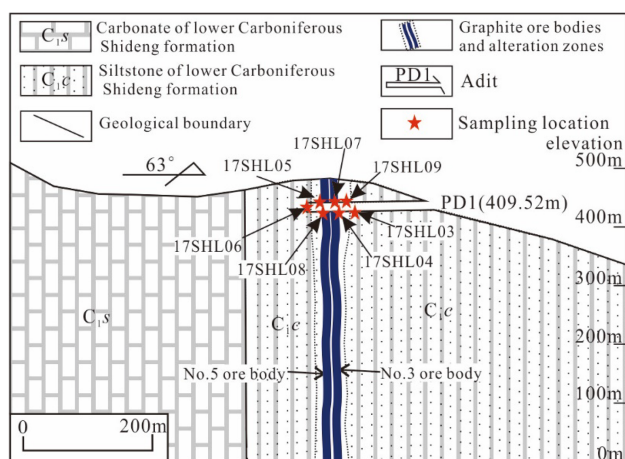 C₁s
Carbonate of lower Carboniferous
Shideng formation
C₁c
Siltstone of lower Carboniferous
Shideng formation
Geological boundary
Graphite ore bodies
and alteration zones
PD1
Adit
Sampling location
elevation
500m
63°
17SHL05
17SHL07
17SHL09
PD1(409.52m)
400m
17SHL06
17SHL03
17SHL08
17SHL04
300m
C₁s
C₁c
C₁c
200m
No.5 ore body
No.3 ore body
100m
0
200m
0m